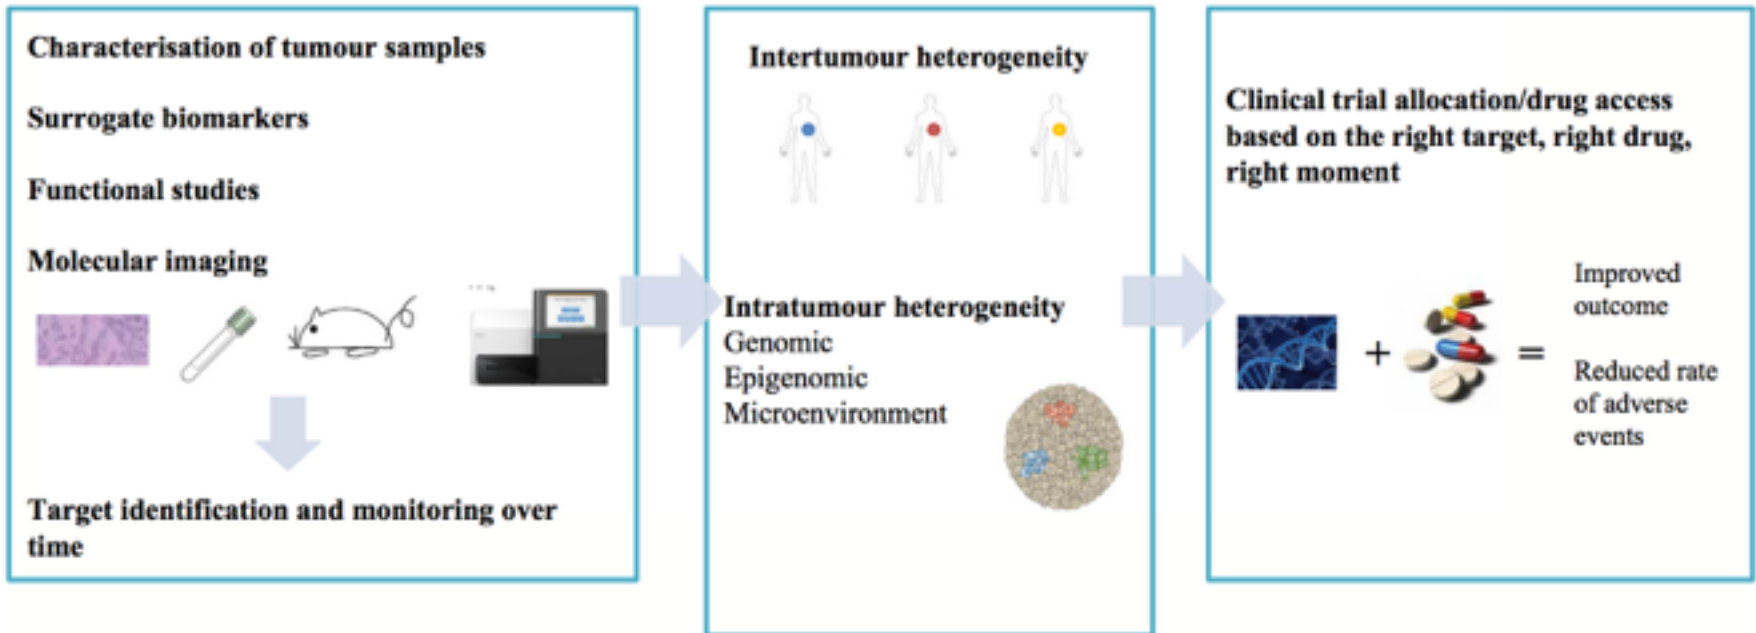 Characterisation of tumour samples
Surrogate biomarkers
Functional studies
Molecular imaging
Target identification and monitoring over
time
Intertumour heterogeneity
Intratumour heterogeneity
Genomic
Epigenomic
Microenvironment
Clinical trial allocation/drug access
based on the right target, right drug,
right moment
+
=
Improved
outcome
Reduced rate
of adverse
events